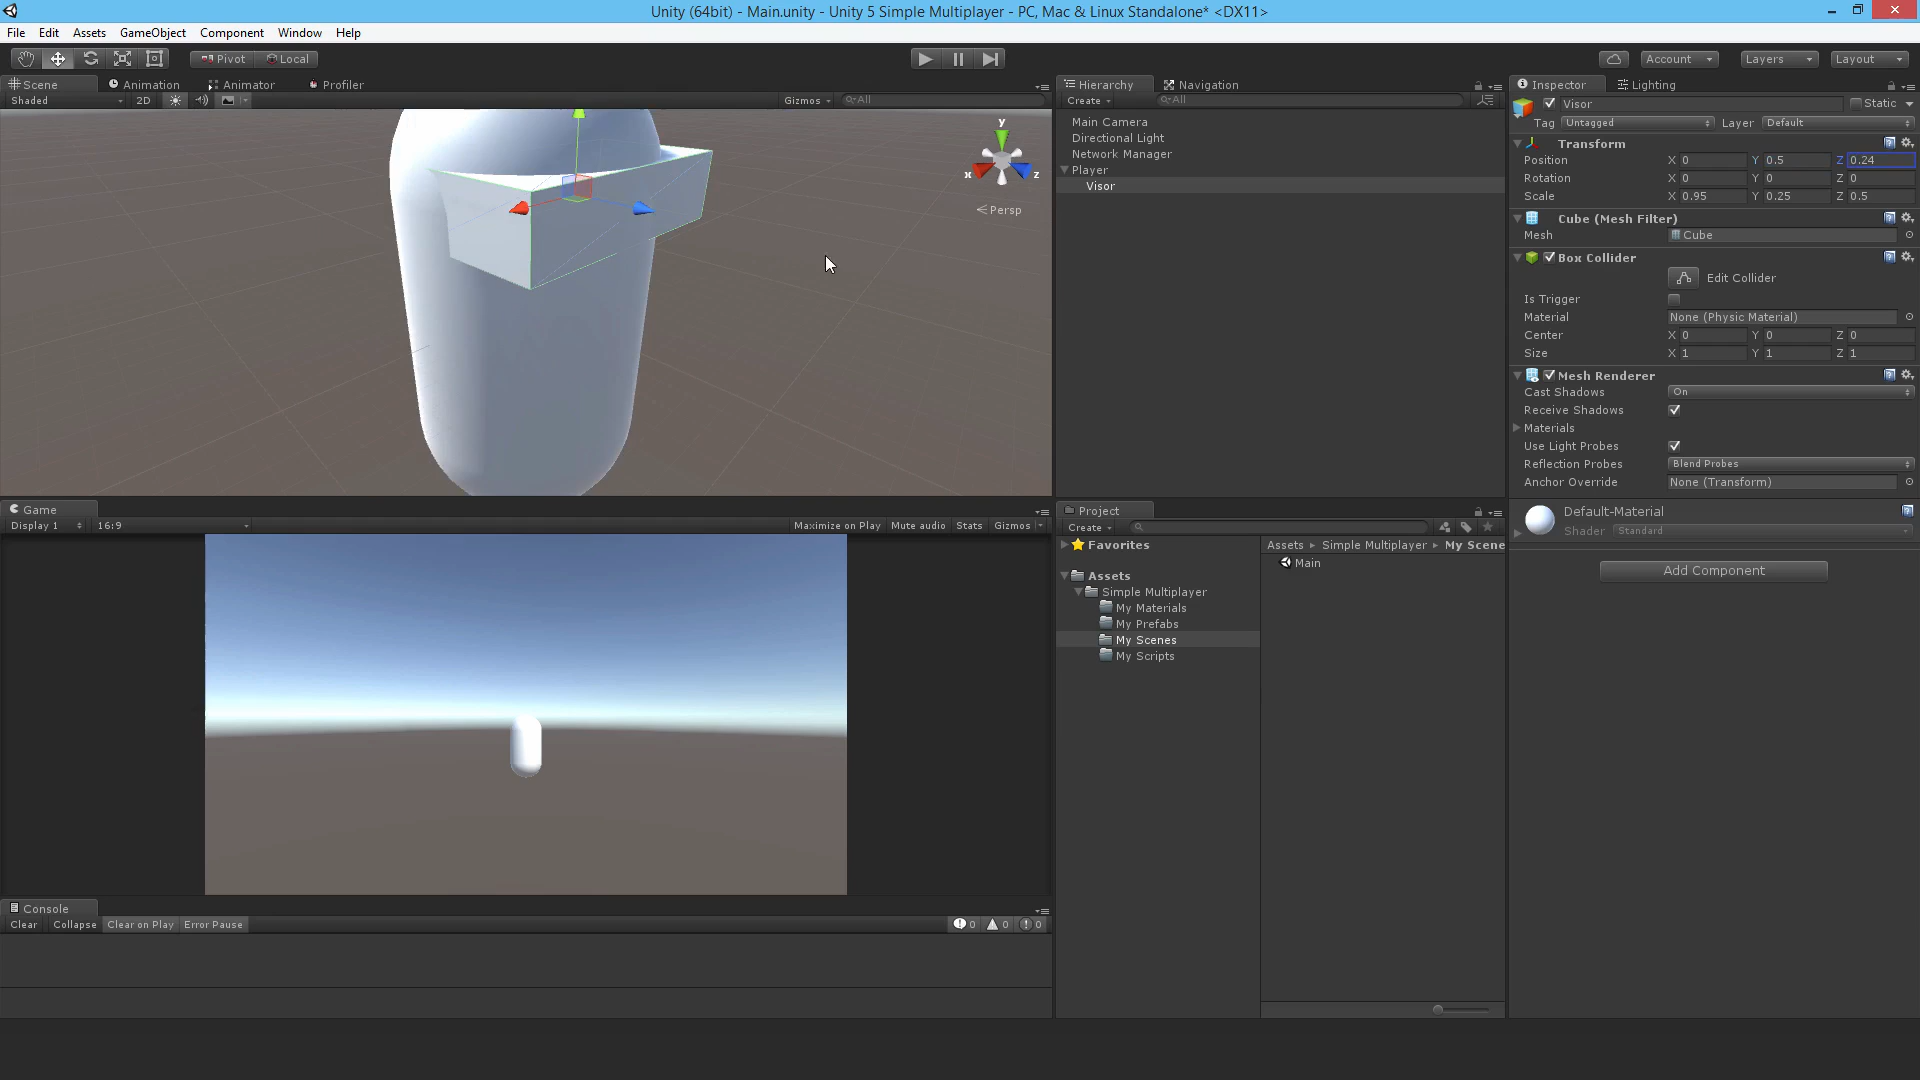 Unity (64bit) - Main.unity - Unity 5 Simple Multiplayer - PC, Mac & Linux Standalone* <DX11>
File Edit Assets GameObject Component Window Help
Pivot Local Account Layers Layout
Scene Animation Animator Profiler
Shaded 2D Gizmos All
y
x z
Persp
Game
Display 1 16:9 Maximize on Play Mute audio Stats Gizmos
Console
Clear Collapse Clear on Play Error Pause 0 0 0
Hierarchy Navigation
Create All
Main Camera
Directional Light
Network Manager
Player
Visor
Project
Create
Favorites
Assets
Simple Multiplayer
My Materials
My Prefabs
My Scenes
My Scripts
Assets Simple Multiplayer My Scene
Main
Inspector Lighting
Visor Static
Tag Untagged Layer Default
Transform
Position X 0 Y 0.5 Z 0.24
Rotation X 0 Y 0 Z 0
Scale X 0.95 Y 0.25 Z 0.5
Cube (Mesh Filter)
Mesh Cube
Box Collider
Edit Collider
Is Trigger
Material None (Physic Material)
Center X 0 Y 0 Z 0
Size X 1 Y 1 Z 1
Mesh Renderer
Cast Shadows On
Receive Shadows
Materials
Use Light Probes
Reflection Probes Blend Probes
Anchor Override None (Transform)
Default-Material
Shader Standard
Add Component